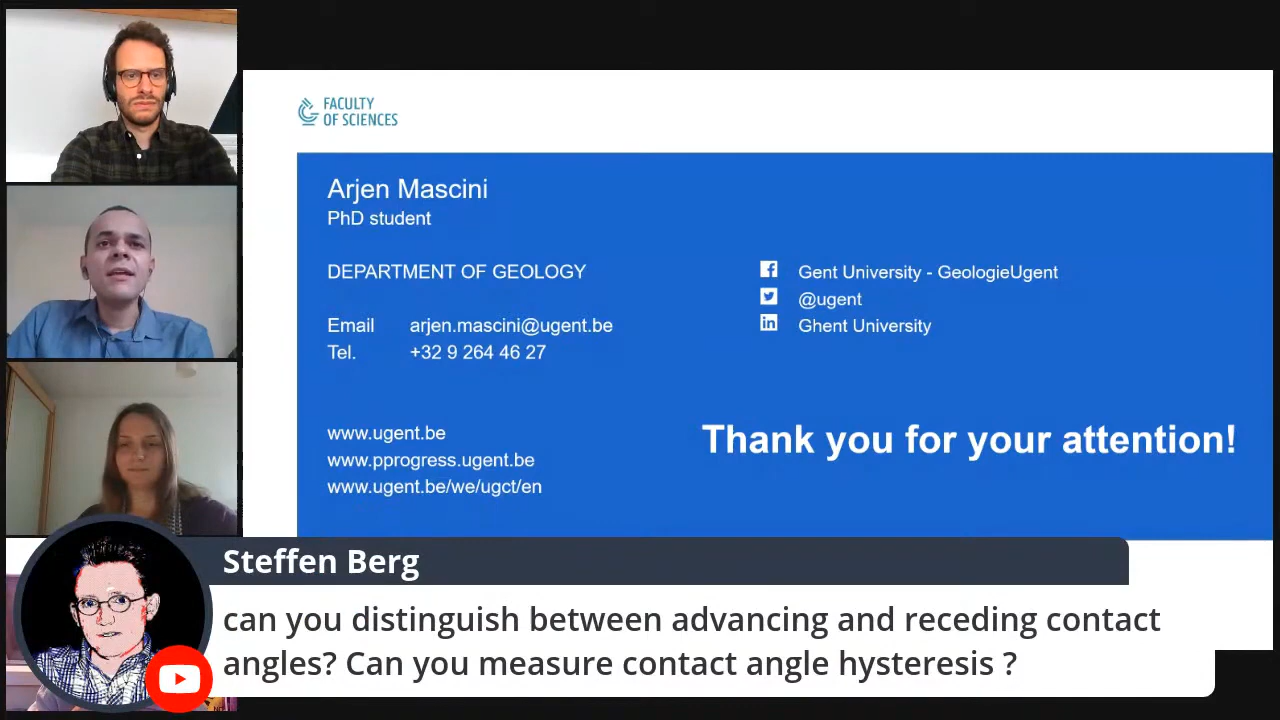 FACULTY
OF SCIENCES
Arjen Mascini
PhD student
DEPARTMENT OF GEOLOGY
Email arjen.mascini@ugent.be
Tel. +32 9 264 46 27
www.ugent.be
www.pprogress.ugent.be
www.ugent.be/we/ugct/en
Gent University - GeologieUgent
@ugent
Ghent University
Thank you for your attention!
Steffen Berg
can you distinguish between advancing and receding contact
angles? Can you measure contact angle hysteresis ?